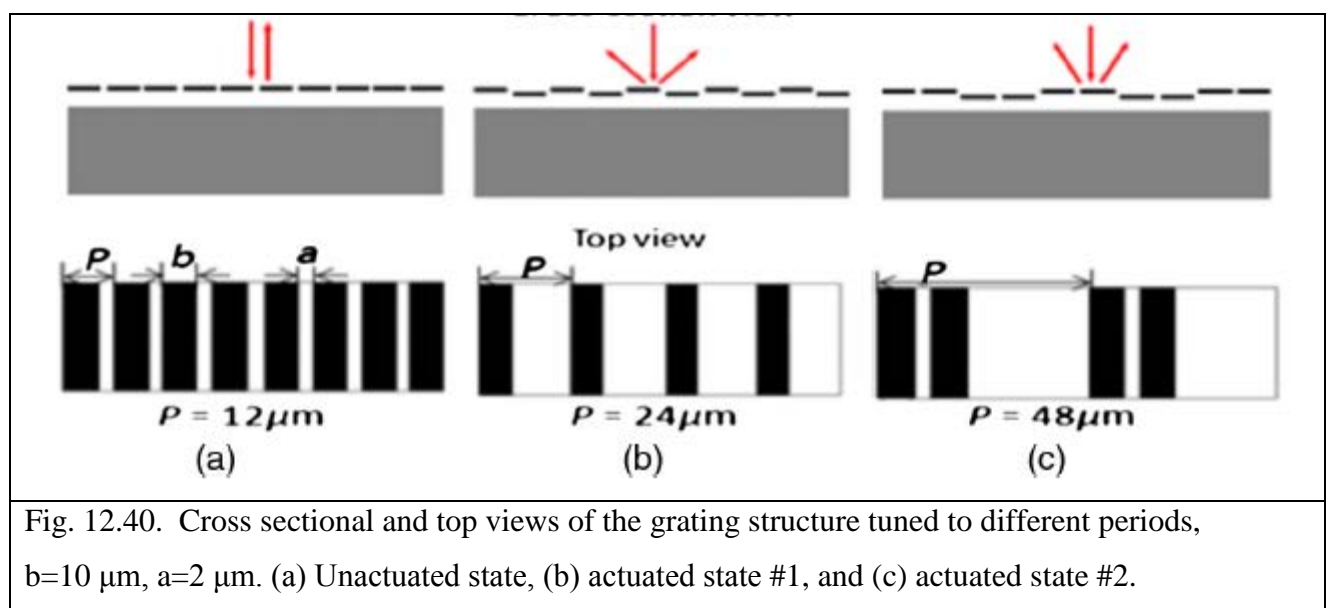 P b a
Top view
P
P
P = 12μm
P = 24μm
P = 48μm
(a)
(b)
(c)
Fig. 12.40. Cross sectional and top views of the grating structure tuned to different periods,
b=10 μm, a=2 μm. (a) Unactuated state, (b) actuated state #1, and (c) actuated state #2.